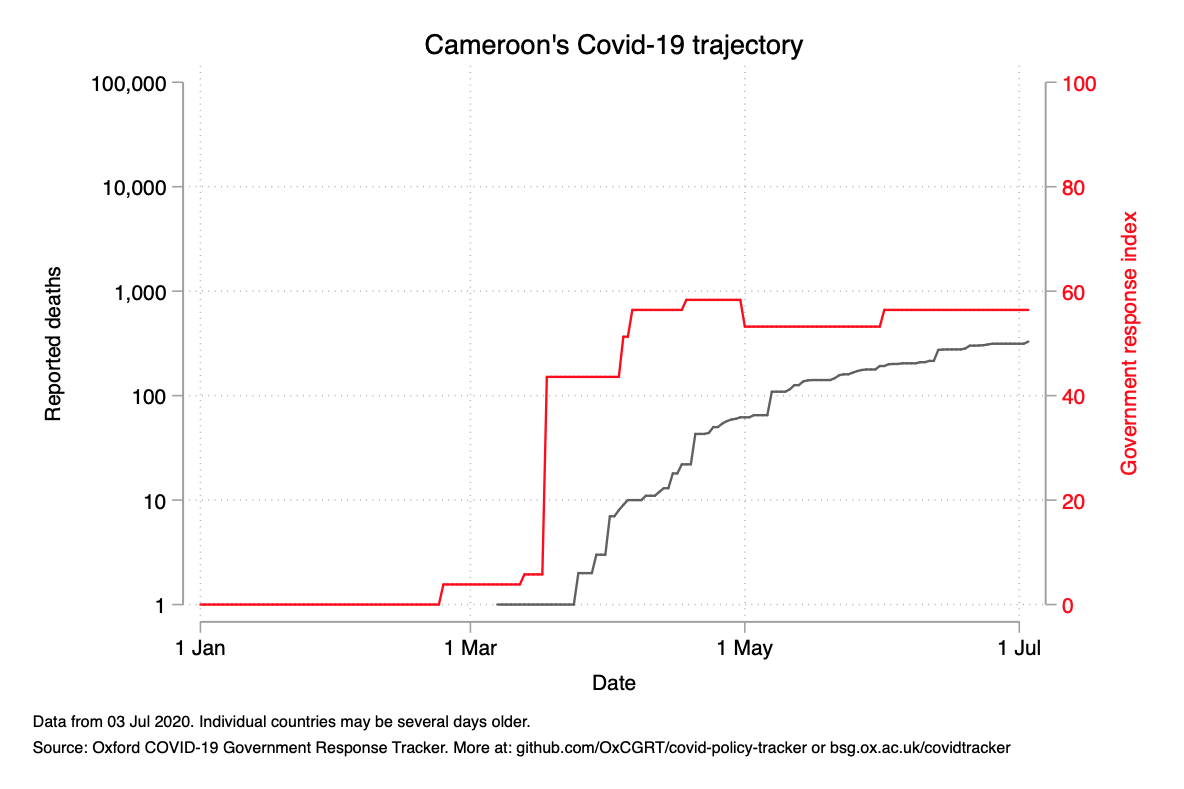 Cameroon's Covid-19 trajectory
100,000
10,000
1,000
100
10
1
Reported deaths
100
80
60
40
20
0
Government response index
1 Jan
1 Mar
1 May
1 Jul
Date
Data from 03 Jul 2020. Individual countries may be several days older.
Source: Oxford COVID-19 Government Response Tracker. More at: github.com/OxCGRT/covid-policy-tracker or bsg.ox.ac.uk/covidtracker